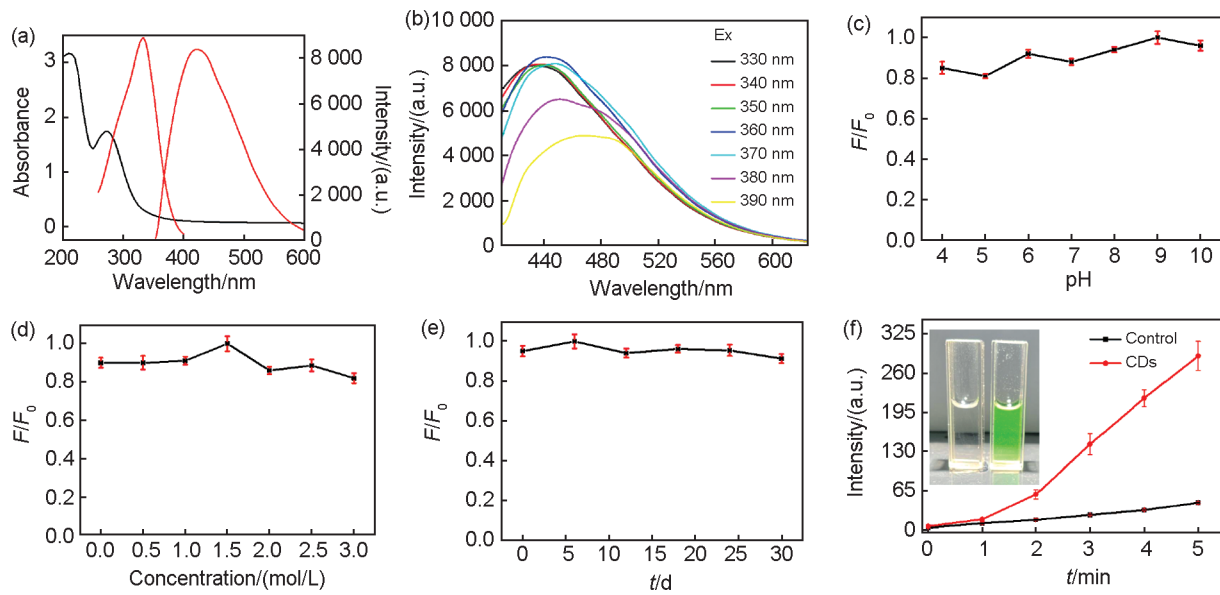 (a)
3
2
1
0
Absorbance
8 000
6 000
4 000
2 000
0
Intensity/(a.u.)
200 300 400 500 600
Wavelength/nm
(b)
10 000
8 000
6 000
4 000
2 000
0
Intensity/(a.u.)
Ex
330 nm
340 nm
350 nm
360 nm
370 nm
380 nm
390 nm
440 480 520 560 600
Wavelength/nm
(c)
1.0
0.8
0.6
0.4
0.2
0.0
F/F0
4 5 6 7 8 9 10
pH
(d)
1.0
0.8
0.6
0.4
0.2
0.0
F/F0
0.0 0.5 1.0 1.5 2.0 2.5 3.0
Concentration/(mol/L)
(e)
1.0
0.8
0.6
0.4
0.2
0.0
F/F0
0 5 10 15 20 25 30
t/d
(f)
325
260
195
130
65
0
Intensity/(a.u.)
Control
CDs
0 1 2 3 4 5
t/min